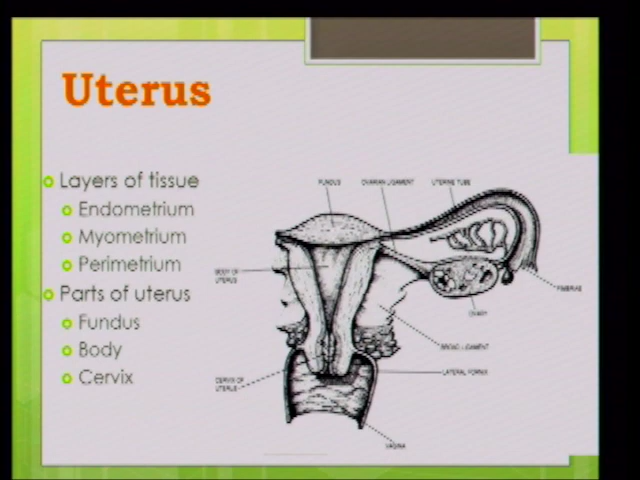 Uterus
Layers of tissue
Endometrium
Myometrium
Perimetrium
Parts of uterus
Fundus
Body
Cervix
FUNDUS
OVARIAN LIGAMENT
UTERINE TUBE
BODY OF
UTERUS
FIMBRIAE
OVARY
BROAD LIGAMENT
LATERAL FORNIX
CERVIX OF
UTERUS
VAGINA